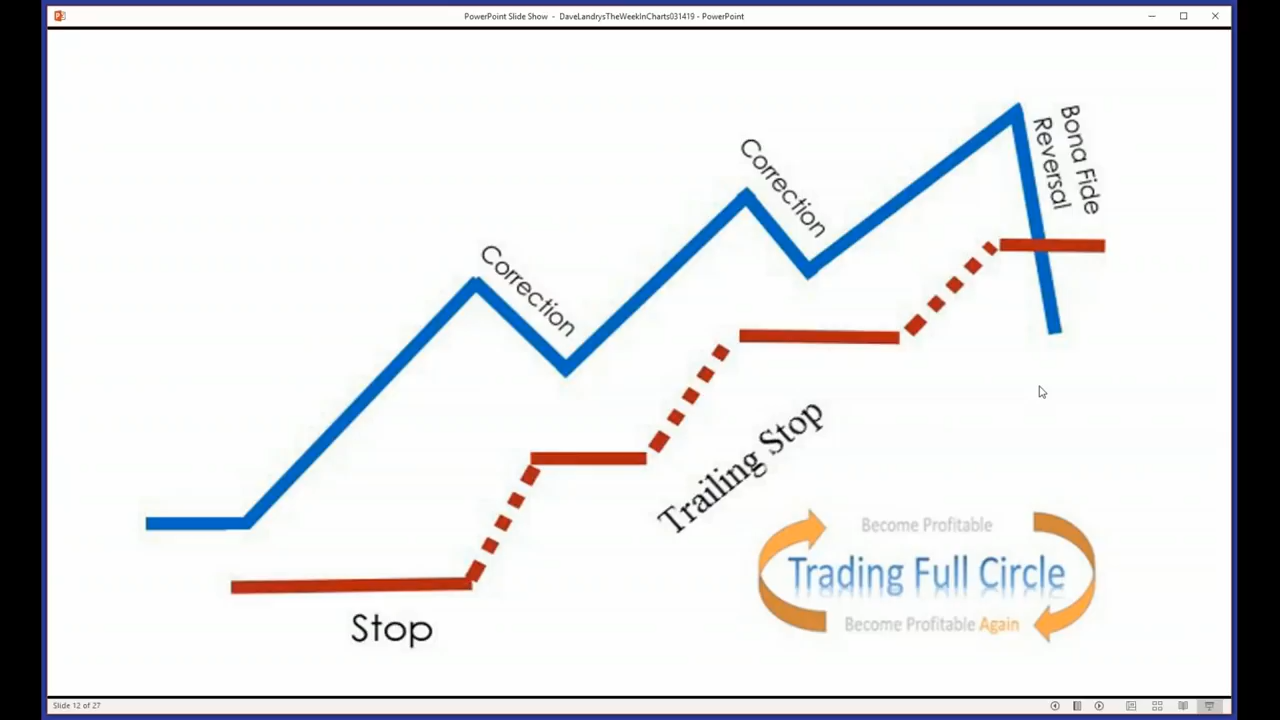 PowerPoint Slide Show - DaveLandrysTheWeekInCharts031419 - PowerPoint
Correction
Correction
Bona Fide
Reversal
Trailing Stop
Stop
Become Profitable
Trading Full Circle
Become Profitable Again
Slide 12 of 27